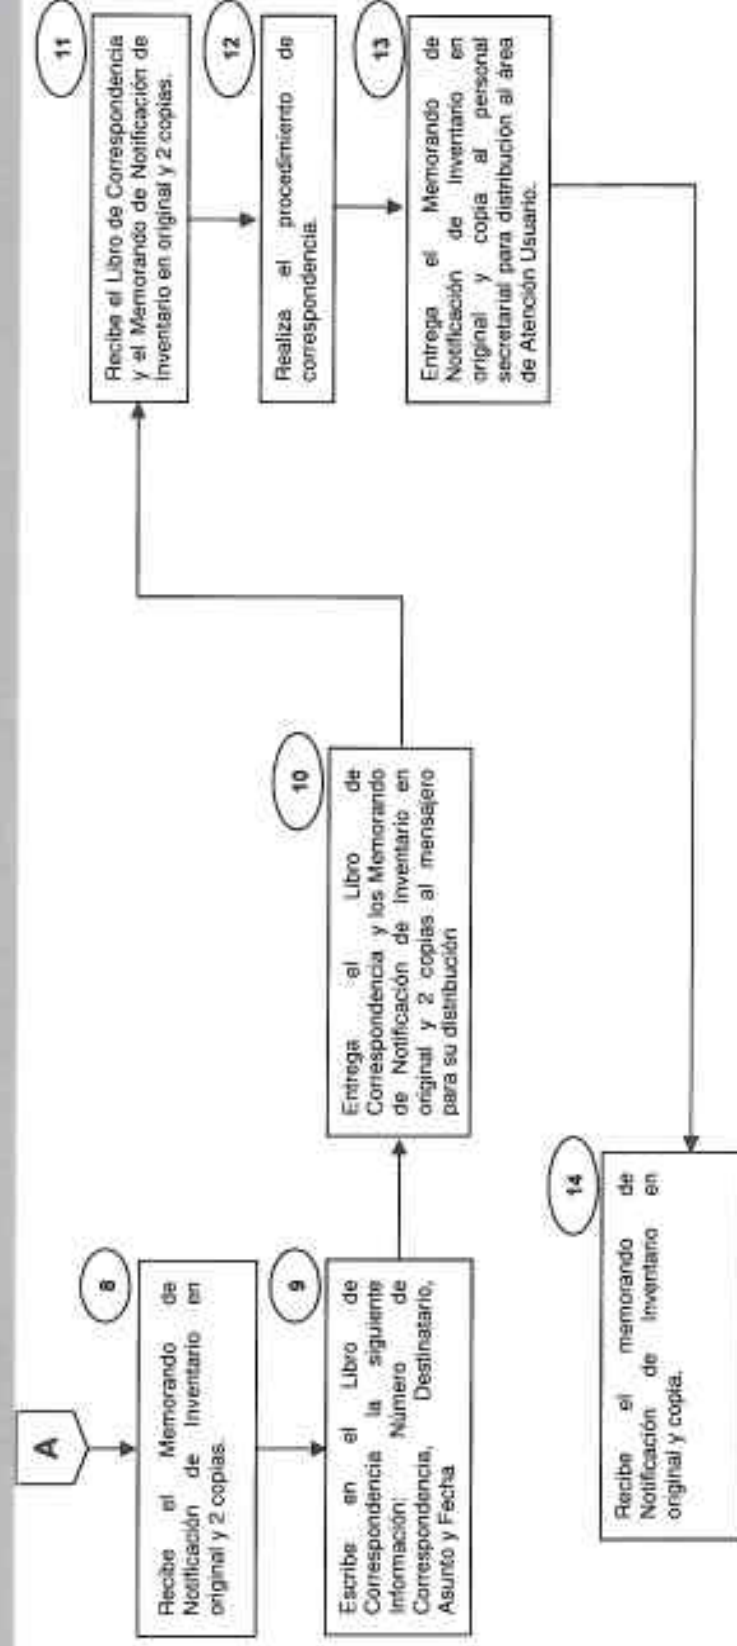 A
8
Recibe el Memorando de
Notificación de Inventario en
original y 2 copias.
9
Escribe en el Libro de
Correspondencia la siguiente
Información: Número de
Correspondencia, Destinatario,
Asunto y Fecha
10
Entrega el Libro de
Correspondencia y los Memorando
de Notificación de Inventario en
original y 2 copias al mensajero
para su distribución
11
Recibe el Libro de Correspondencia
y el Memorando de Notificación de
Inventario en original y 2 copias.
12
Realiza el procedimiento de
correspondencia.
13
Entrega el Memorando de
Notificación de Inventario en
original y copia al personal
secretarial para distribución al área
de Atención Usuario.
14
Recibe el memorando de
Notificación de Inventario en
original y copia.